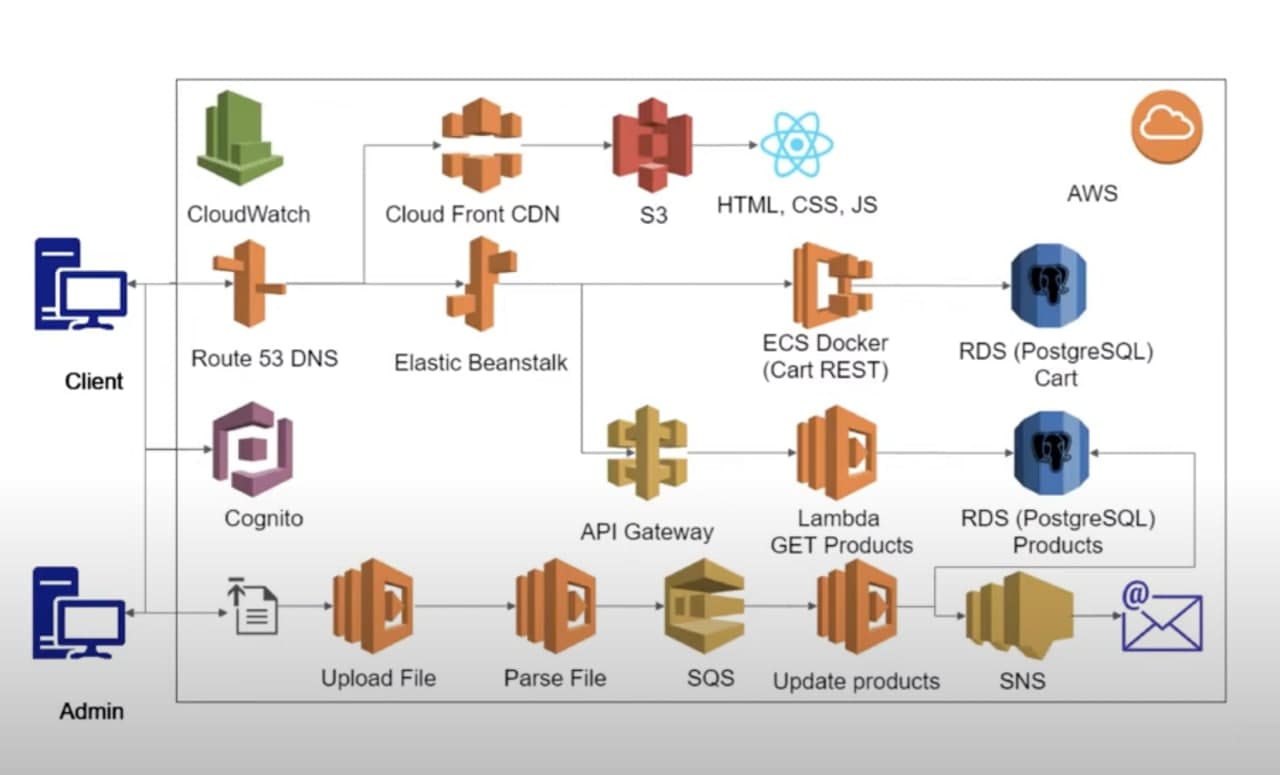 CloudWatch
Cloud Front CDN
S3
HTML, CSS, JS
AWS
Client
Route 53 DNS
Elastic Beanstalk
ECS Docker
(Cart REST)
RDS (PostgreSQL)
Cart
Cognito
API Gateway
Lambda
GET Products
RDS (PostgreSQL)
Products
@
Admin
Upload File
Parse File
SQS
Update products
SNS